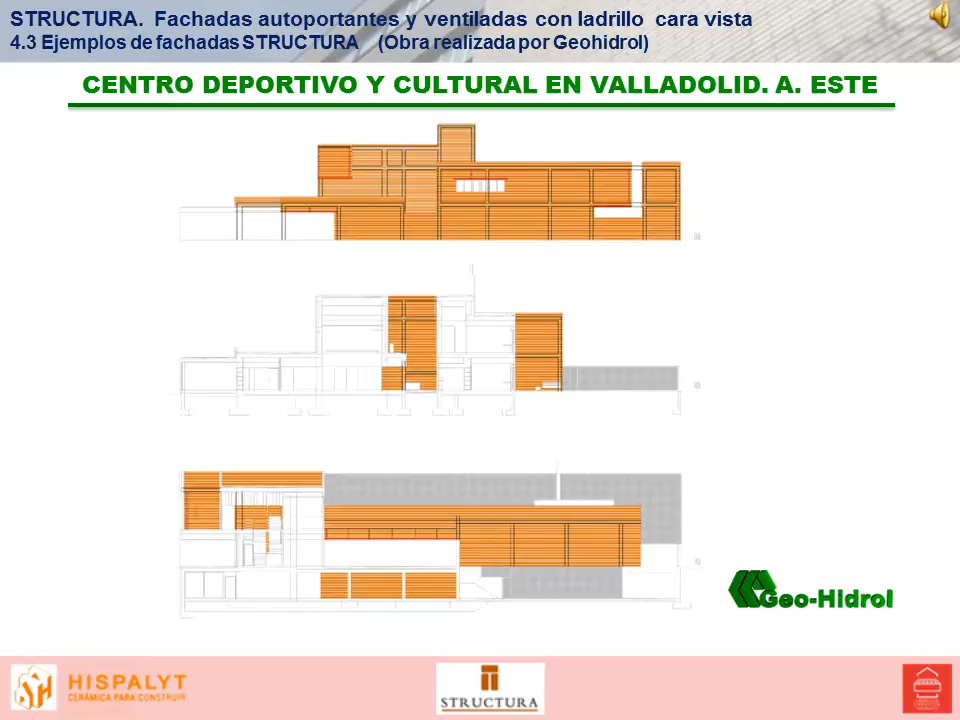 STRUCTURA. Fachadas autoportantes y ventiladas con ladrillo cara vista
4.3 Ejemplos de fachadas STRUCTURA (Obra realizada por Geohidrol)
CENTRO DEPORTIVO Y CULTURAL EN VALLADOLID. A. ESTE
Geo-Hidrol
HISPALYT
CERÁMICA PARA CONSTRUIR
STRUCTURA